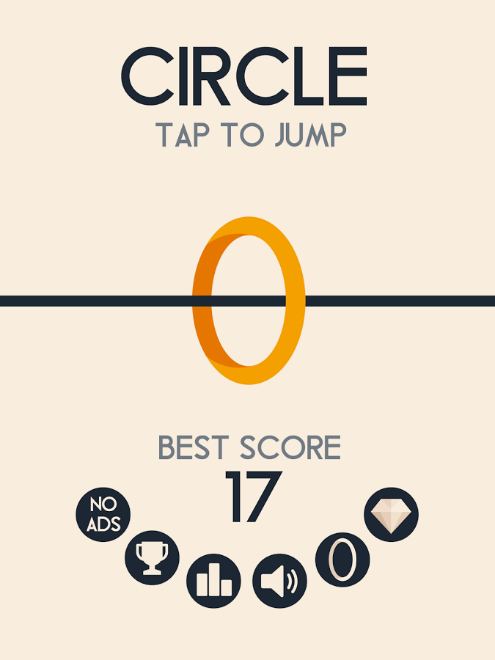 CIRCLE
TAP TO JUMP
BEST SCORE
17
NO
ADS